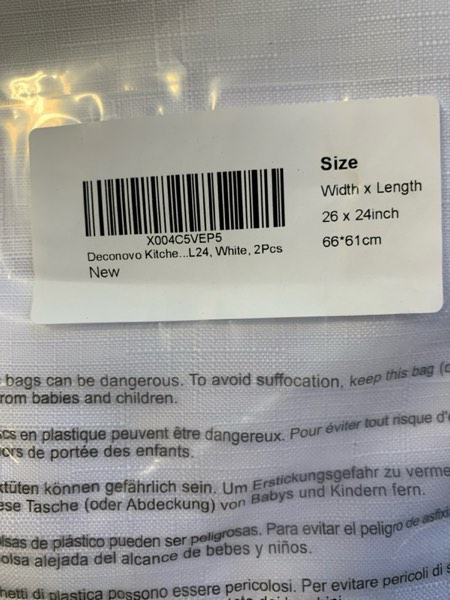 Size
Width x Length
26 x 24inch
66*61cm
X004C5VEP5
Deconovo Kitche...L24, White, 2Pcs
New
bags can be dangerous. To avoid suffocation, keep this bag
rom babies and children.
cs en plastique peuvent être dangereux. Pour éviter tout risque d'
ors de portée des enfants.
ktüten können gefährlich sein. Um Erstickungsgefahr zu verme
ese Tasche (oder Abdeckung) von Babys und Kindern fern.
lsas de plástico pueden ser peligrosas. Para evitar el peligro de asfix
olsa alejada del alcance de bebes y niños.
hetti di plastica possono essere pericolosi. Per evitare pericoli di s